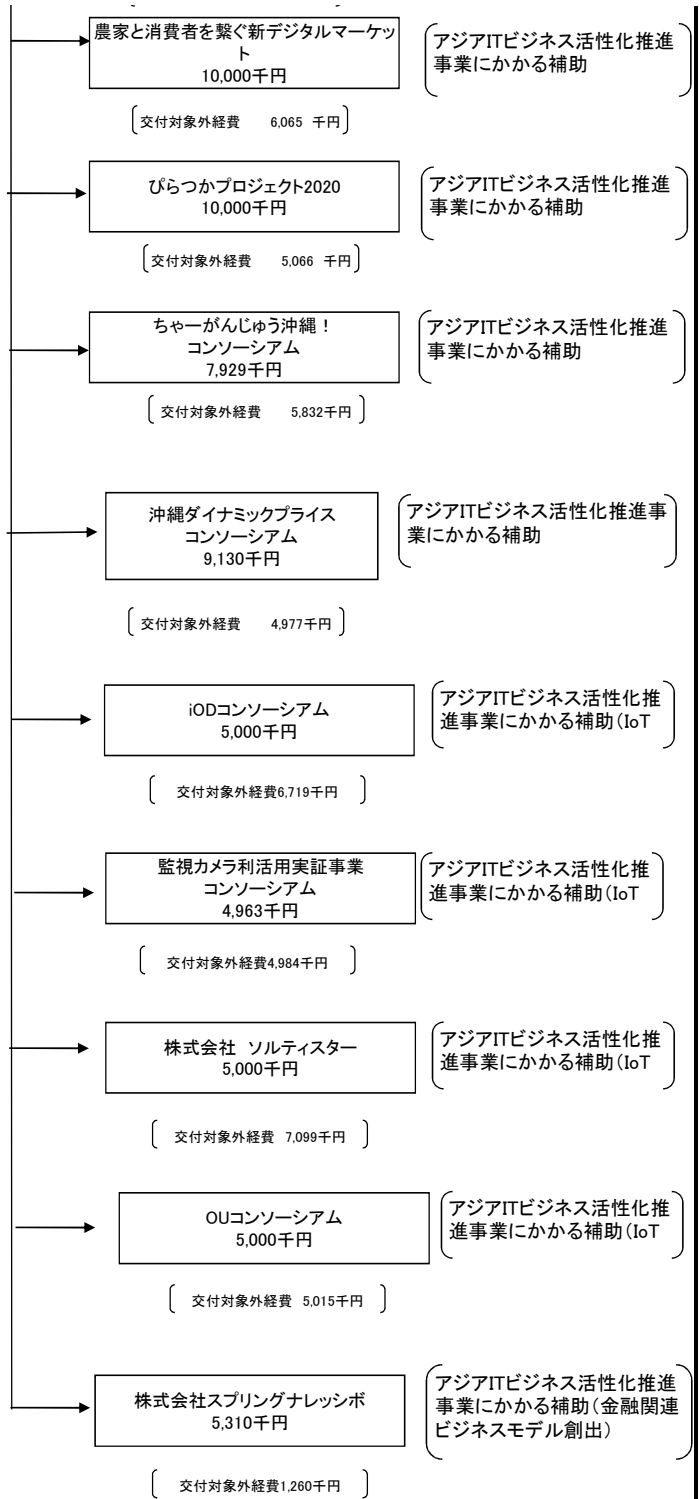 農家と消費者を繋ぐ新デジタルマーケッ
ト
10,000千円
アジアITビジネス活性化推進
事業にかかる補助
交付対象外経費 6,065 千円
ぴらつかプロジェクト2020
10,000千円
アジアITビジネス活性化推進
事業にかかる補助
交付対象外経費 5,066 千円
ちゃーがんじゅう沖縄！
コンソーシアム
7,929千円
アジアITビジネス活性化推進
事業にかかる補助
交付対象外経費 5,832千円
沖縄ダイナミックプライス
コンソーシアム
9,130千円
アジアITビジネス活性化推進事
業にかかる補助
交付対象外経費 4,977千円
iODコンソーシアム
5,000千円
アジアITビジネス活性化推
進事業にかかる補助(IoT
交付対象外経費6,719千円
監視カメラ利活用実証事業
コンソーシアム
4,963千円
アジアITビジネス活性化推
進事業にかかる補助(IoT
交付対象外経費4,984千円
株式会社 ソルティスター
5,000千円
アジアITビジネス活性化推
進事業にかかる補助(IoT
交付対象外経費 7,099千円
OUコンソーシアム
5,000千円
アジアITビジネス活性化推
進事業にかかる補助(IoT
交付対象外経費 5,015千円
株式会社スプリングナレッシボ
5,310千円
アジアITビジネス活性化推進
事業にかかる補助(金融関連
ビジネスモデル創出)
交付対象外経費1,260千円